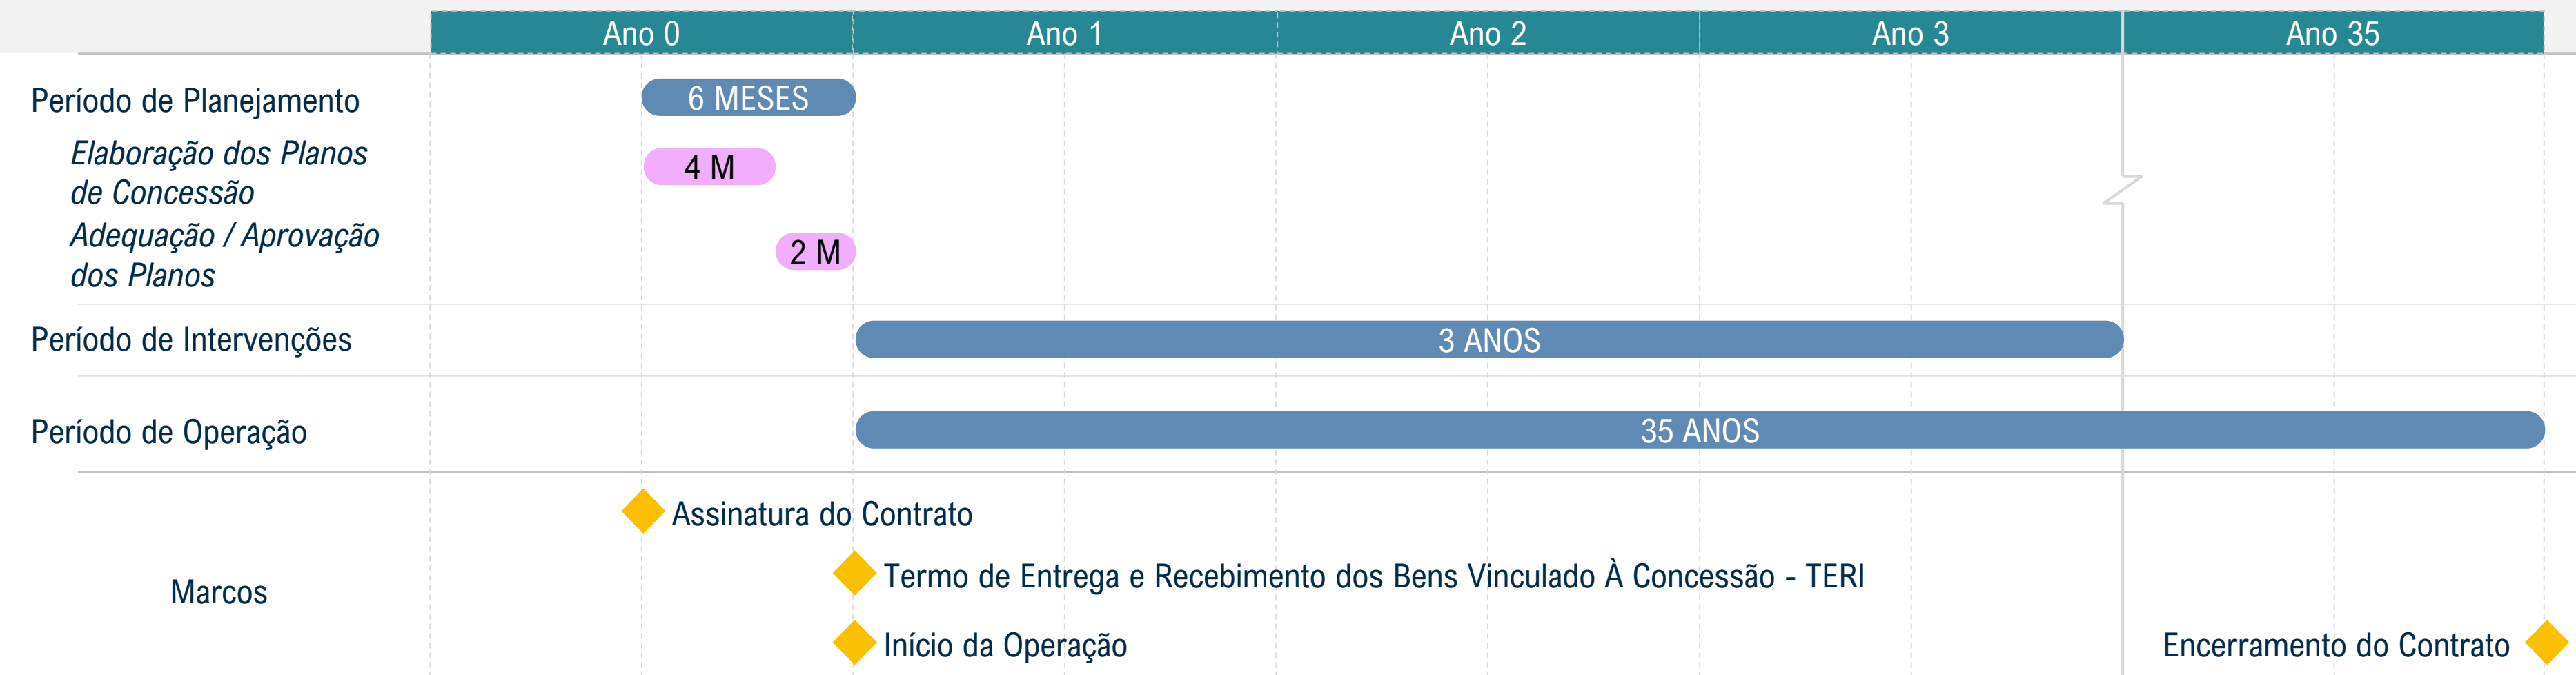 Ano 0
Ano 1
Ano 2
Ano 3
Ano 35
Período de Planejamento
6 MESES
Elaboração dos Planos
de Concessão
4 M
Adequação / Aprovação
dos Planos
2 M
Período de Intervenções
3 ANOS
Período de Operação
35 ANOS
Marcos
Assinatura do Contrato
Termo de Entrega e Recebimento dos Bens Vinculado À Concessão - TERI
Início da Operação
Encerramento do Contrato